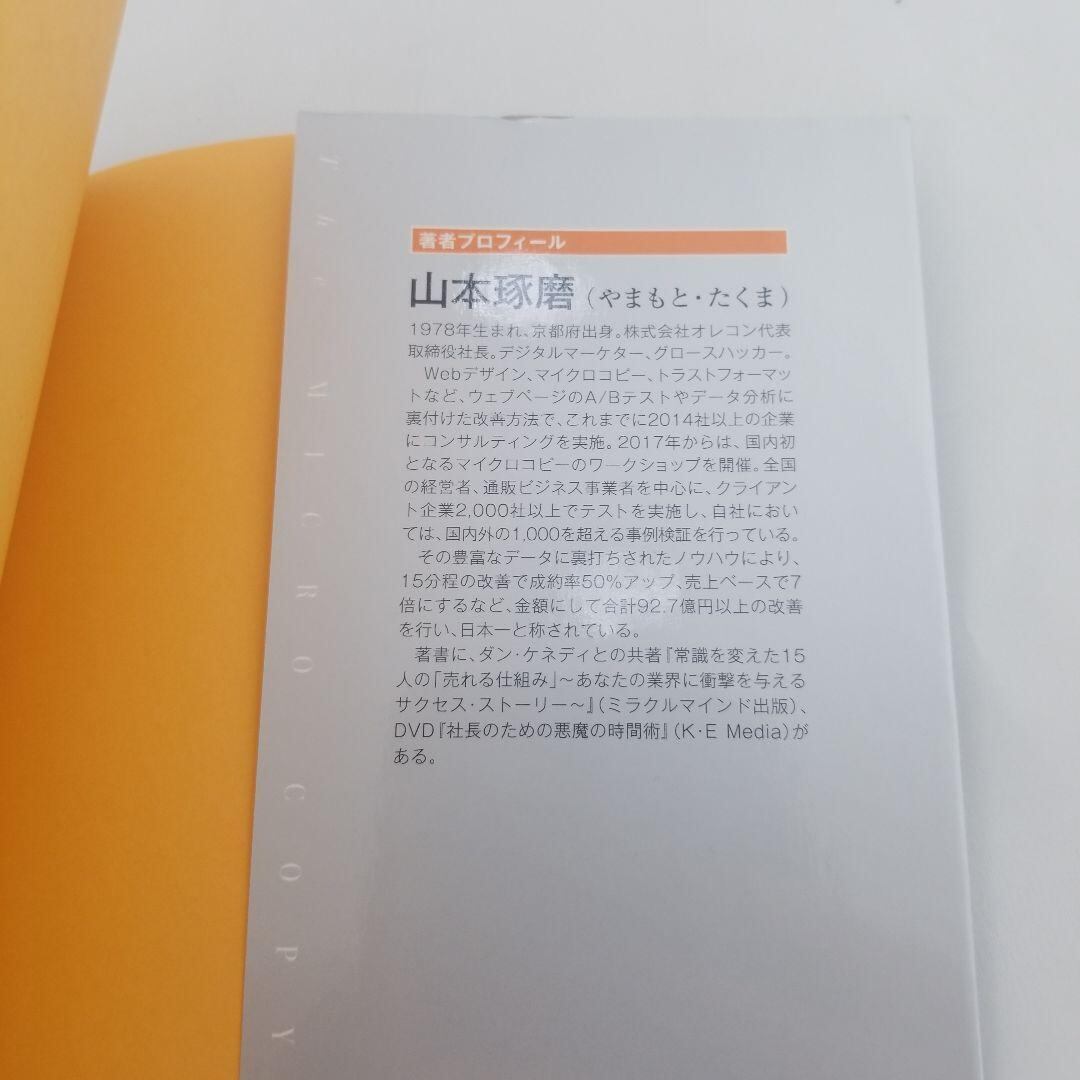 著者プロフィール
山本琢磨（やまもと・たくま）
1978年生まれ、京都府出身。株式会社オレコン代表
取締役社長。デジタルマーケター、グロースハッカー。
Webデザイン、マイクロコピー、トラストフォーマッ
トなど、ウェブページのA/Bテストやデータ分析に
裏付けた改善方法で、これまでに2014社以上の企業
にコンサルティングを実施。2017年からは、国内初
となるマイクロコピーのワークショップを開催。全国
の経営者、通販ビジネス事業者を中心に、クライアン
ト企業2,000社以上でテストを実施し、自社におい
ては、国内外の1,000を超える事例検証を行っている。
その豊富なデータに裏打ちされたノウハウにより、
15分程の改善で成約率50%アップ、売上ベースで7
倍にするなど、金額にして合計92.7億円以上の改善
を行い、日本一と称されている。
著書に、ダン・ケネディとの共著『常識を変えた15
人の「売れる仕組み」〜あなたの業界に衝撃を与える
サクセス・ストーリー〜』（ミラクルマインド出版）、
DVD『社長のための悪魔の時間術』（K・E Media）が
ある。
The MICRO COPY